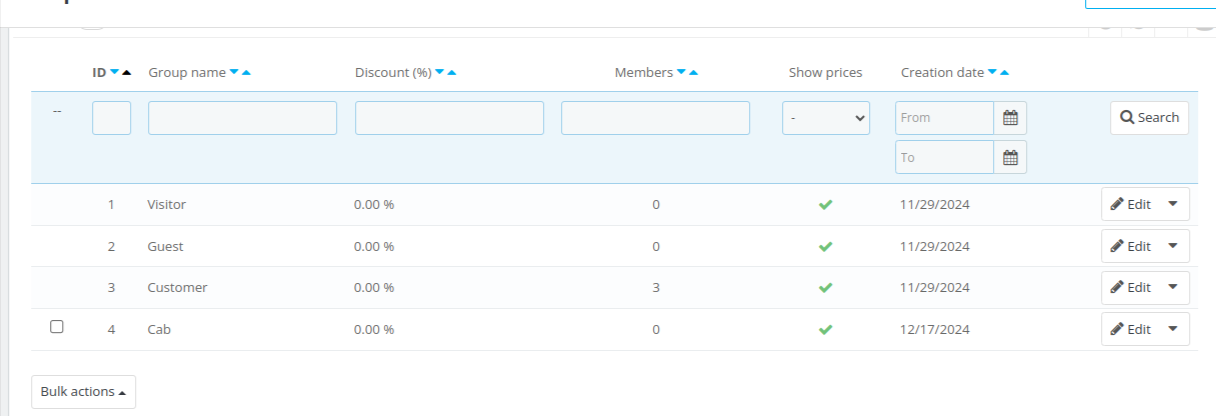 ID Group name Discount (%) Members Show prices Creation date
-- - From Search
To
1 Visitor 0.00 % 0 11/29/2024 Edit
2 Guest 0.00 % 0 11/29/2024 Edit
3 Customer 0.00 % 3 11/29/2024 Edit
4 Cab 0.00 % 0 12/17/2024 Edit
Bulk actions